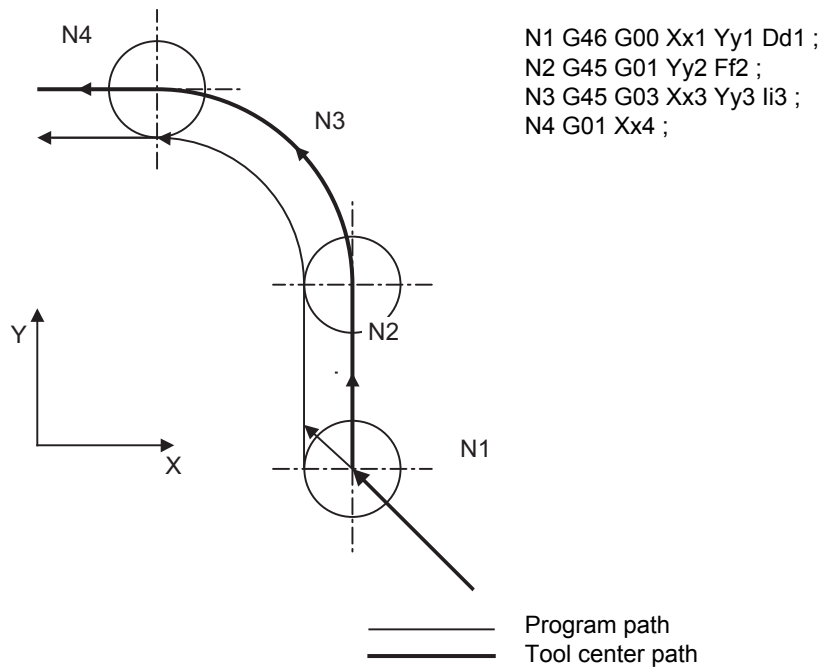 N4
N3
N2
N1
Y
X
N1 G46 G00 Xx1 Yy1 Dd1 ;
N2 G45 G01 Yy2 Ff2 ;
N3 G45 G03 Xx3 Yy3 Ii3 ;
N4 G01 Xx4 ;
Program path
Tool center path